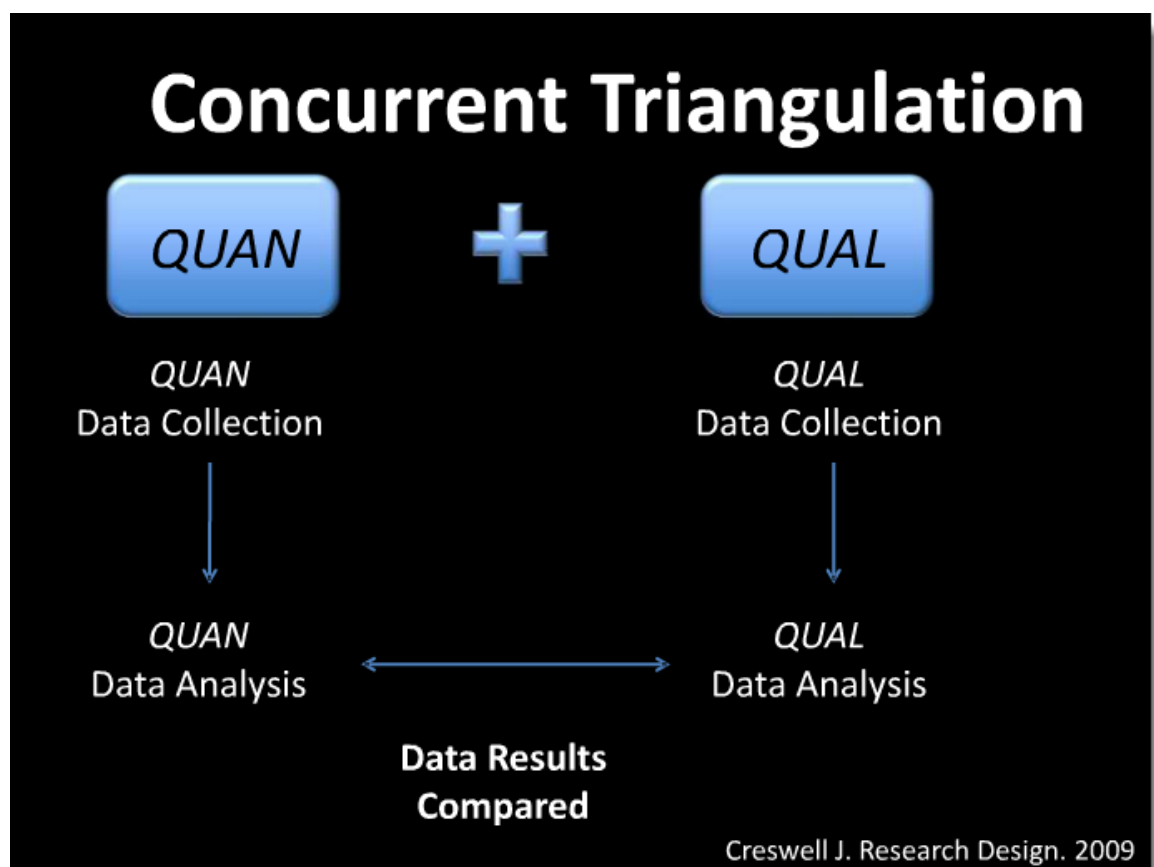 Concurrent Triangulation
QUAN
QUAL
QUAN
Data Collection
QUAL
Data Collection
QUAN
Data Analysis
QUAL
Data Analysis
Data Results
Compared
Creswell J. Research Design. 2009